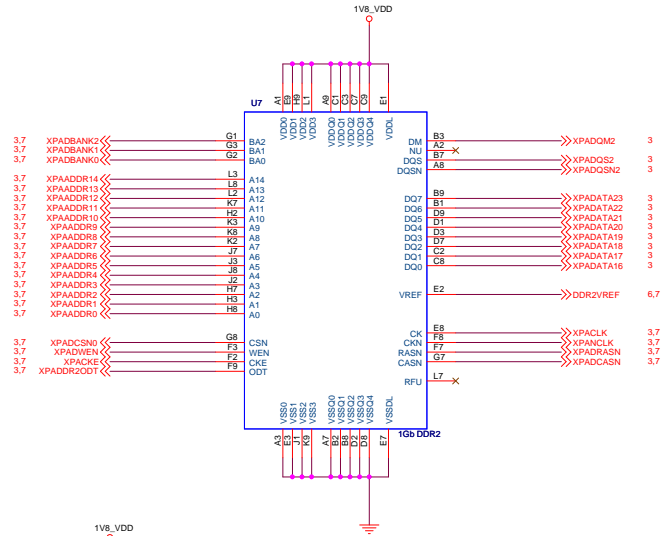 1V8_VDD
A1 E9 H9 L1 A9 C1 C3 C7 C9 E1
U7
VDD0 VDD1 VDD2 VDD3 VDDQ0 VDDQ1 VDDQ2 VDDQ3 VDDQ4 VDDL
3,7 XPADBANK2 G1 BA2 DM B3 XPADQM2 3
3,7 XPADBANK1 G3 BA1 NU A2
3,7 XPADBANK0 G2 BA0 DQS B7 XPADQS2 3
DQSN A8 XPADQSN2 3
3,7 XPAADDR14 L3 A14
3,7 XPAADDR13 L8 A13
3,7 XPAADDR12 L2 A12 DQ7 B9 XPADATA23 3
3,7 XPAADDR11 K7 A11 DQ6 B1 XPADATA22 3
3,7 XPAADDR10 H2 A10 DQ5 D9 XPADATA21 3
3,7 XPAADDR9 K3 A9 DQ4 D1 XPADATA20 3
3,7 XPAADDR8 K8 A8 DQ3 D3 XPADATA19 3
3,7 XPAADDR7 K2 A7 DQ2 D7 XPADATA18 3
3,7 XPAADDR6 J7 A6 DQ1 C2 XPADATA17 3
3,7 XPAADDR5 J3 A5 DQ0 C8 XPADATA16 3
3,7 XPAADDR4 J8 A4
3,7 XPAADDR3 J2 A3
3,7 XPAADDR2 H7 A2 VREF E2 DDR2VREF 6,7
3,7 XPAADDR1 H3 A1
3,7 XPAADDR0 H8 A0
CK E8 XPACLK 3,7
3,7 XPADCSN0 G8 CSN CKN F8 XPANCLK 3,7
3,7 XPADWEN F3 WEN RASN F7 XPADRASN 3,7
3,7 XPACKE F2 CKE CASN G7 XPADCASN 3,7
3,7 XPADDR2ODT F9 ODT
RFU L7
VSS0 VSS1 VSS2 VSS3 VSSQ0 VSSQ1 VSSQ2 VSSQ3 VSSQ4 VSSDL
1Gb DDR2
A3 E3 J1 K9 A7 B2 B8 D2 D8 E7
1V8_VDD